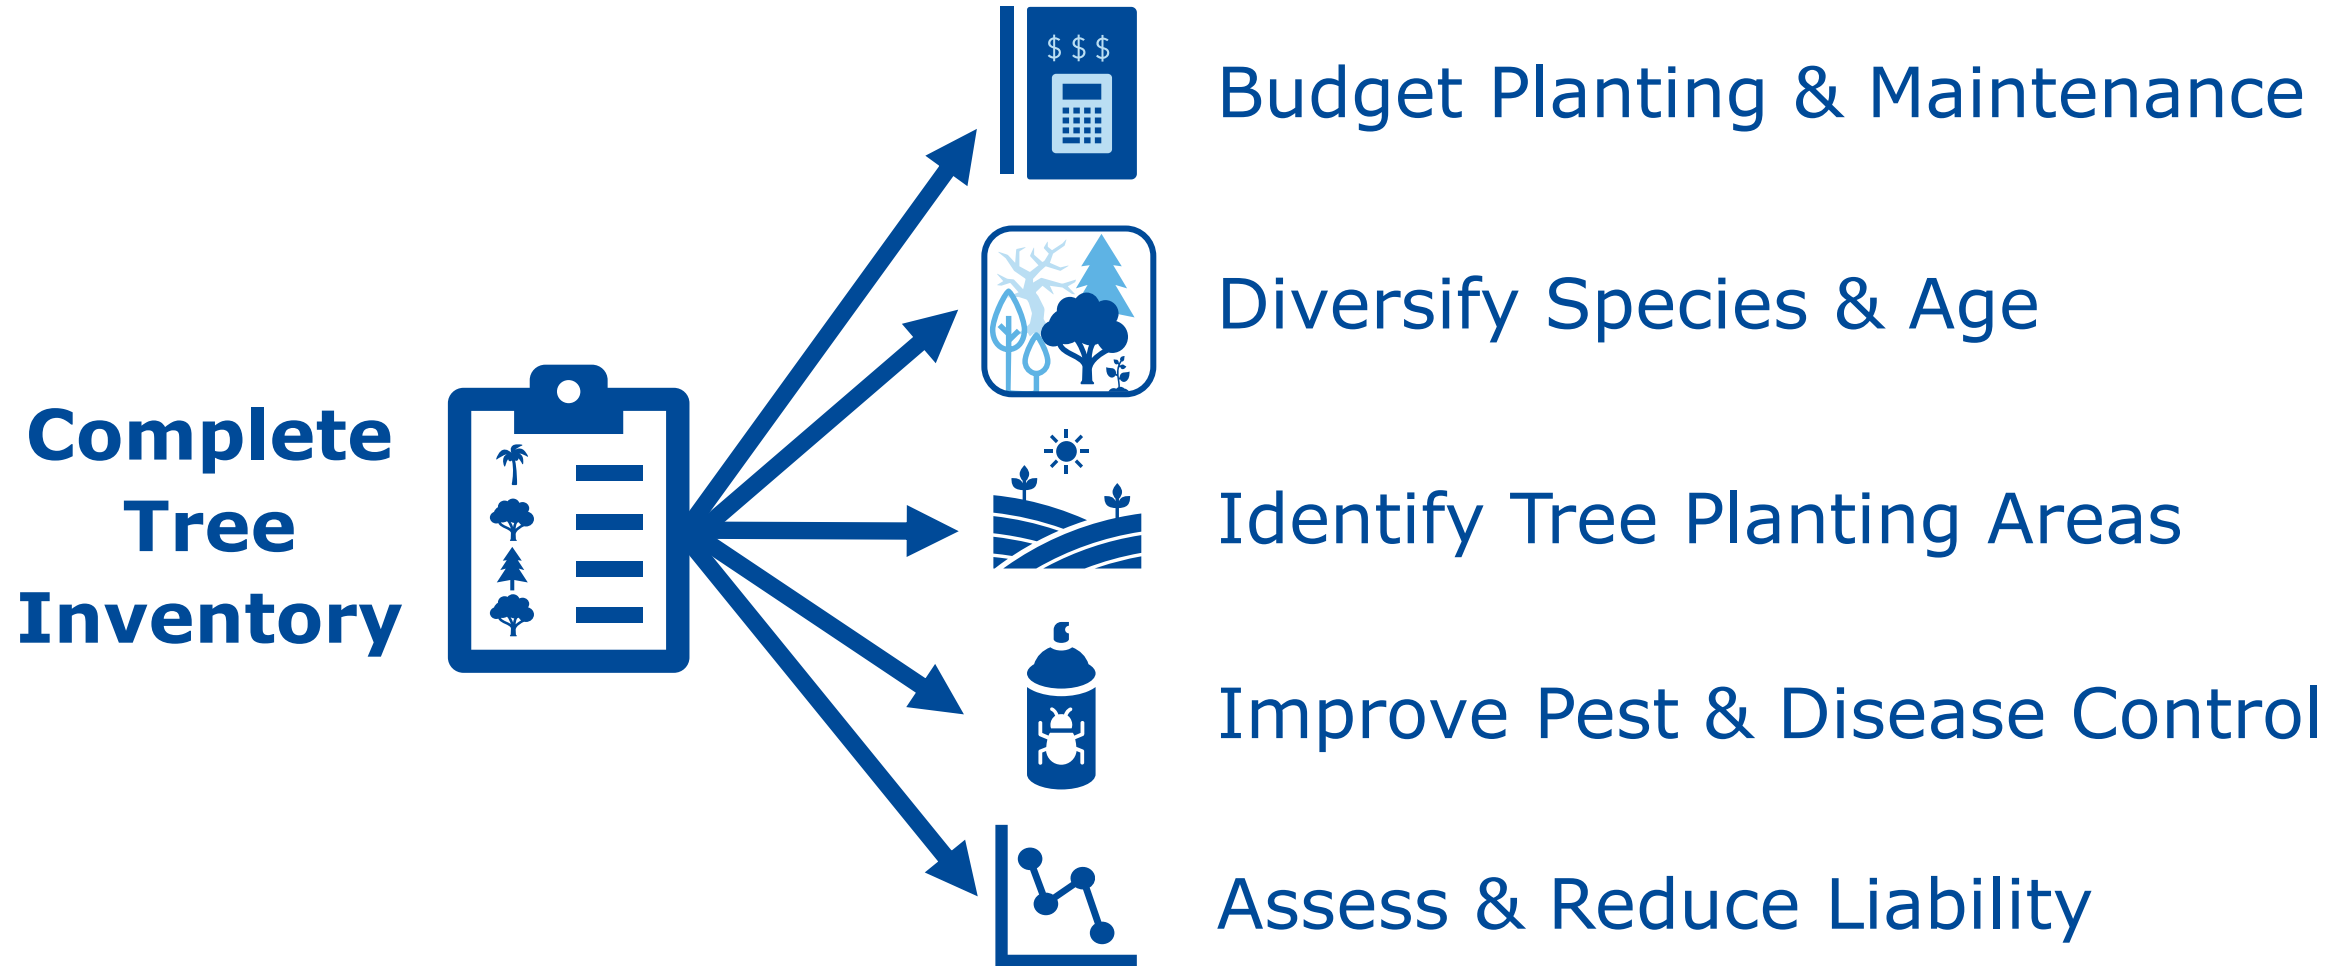 Complete
Tree
Inventory
$ $ $
Budget Planting & Maintenance
Diversify Species & Age
Identify Tree Planting Areas
Improve Pest & Disease Control
Assess & Reduce Liability